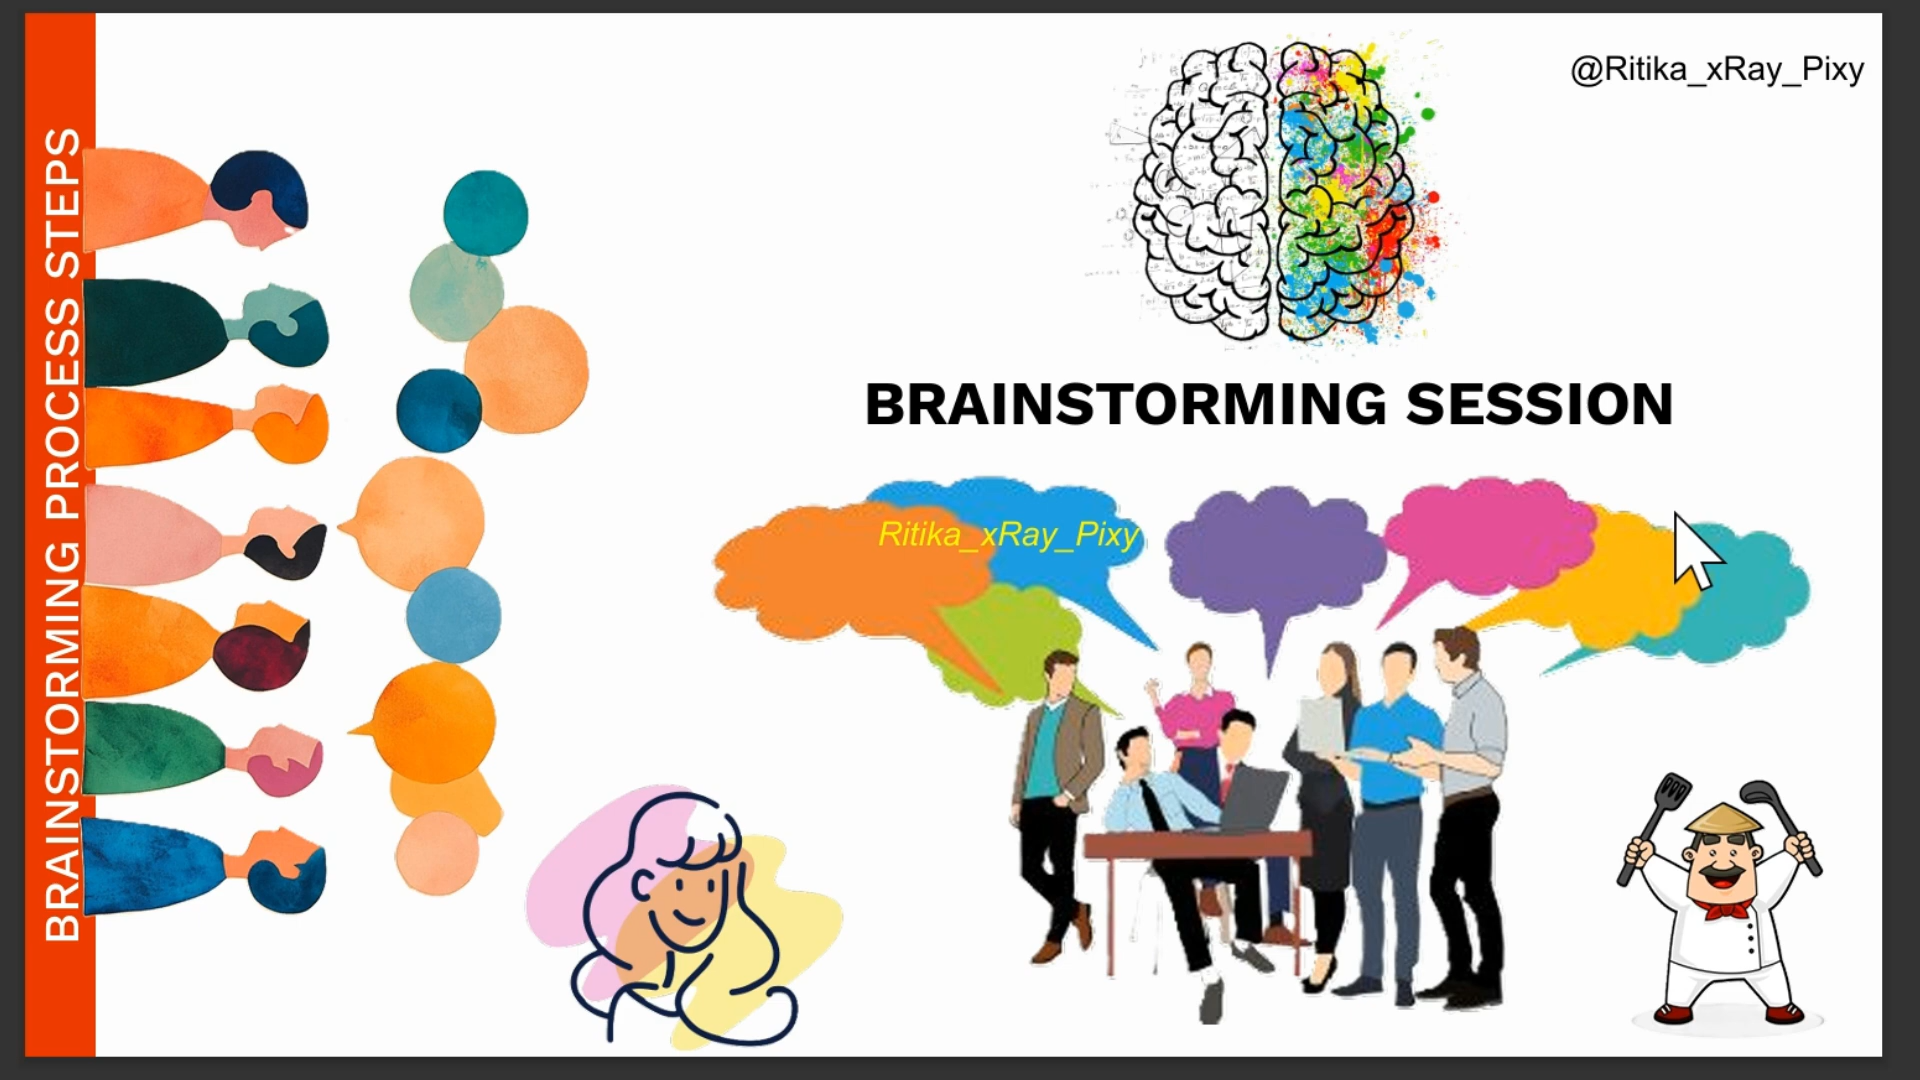 @Ritika_xRay_Pixy
BRAINSTORMING PROCESS STEPS
BRAINSTORMING SESSION
Ritika_xRay_Pixy